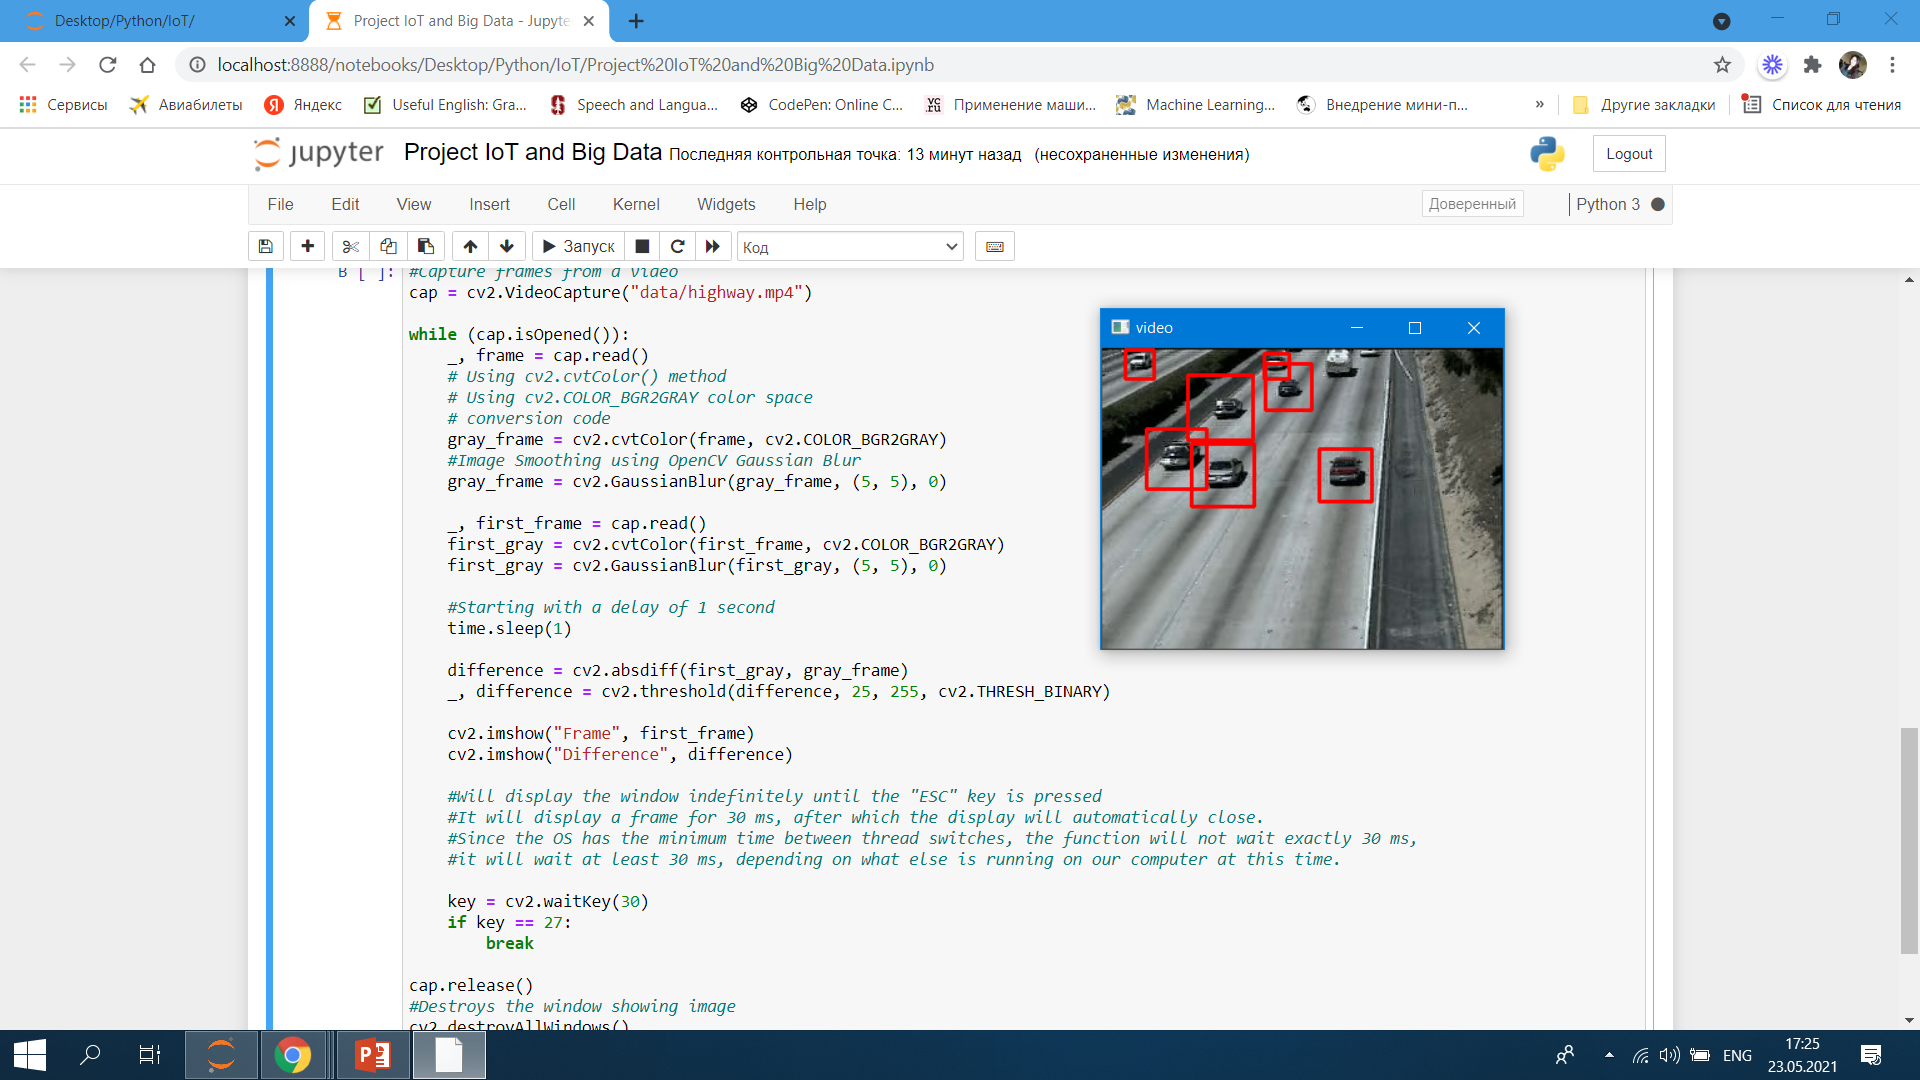 Desktop/Python/IoT/
Project IoT and Big Data - Jupyte
localhost:8888/notebooks/Desktop/Python/IoT/Project%20IoT%20and%20Big%20Data.ipynb
Сервисы
Авиабилеты
Яндекс
Useful English: Gra...
Speech and Langua...
CodePen: Online C...
Применение маши...
Machine Learning...
Внедрение мини-п...
»
Другие закладки
Список для чтения
jupyter
Project IoT and Big Data Последняя контрольная точка: 13 минут назад (несохраненные изменения)
Logout
File Edit View Insert Cell Kernel Widgets Help
Доверенный
Python 3
Запуск
Код
В [ ]:
#Capture frames from a video
cap = cv2.VideoCapture("data/highway.mp4")
while (cap.isOpened()):
_, frame = cap.read()
# Using cv2.cvtColor() method
# Using cv2.COLOR_BGR2GRAY color space
# conversion code
gray_frame = cv2.cvtColor(frame, cv2.COLOR_BGR2GRAY)
#Image Smoothing using OpenCV Gaussian Blur
gray_frame = cv2.GaussianBlur(gray_frame, (5, 5), 0)
_, first_frame = cap.read()
first_gray = cv2.cvtColor(first_frame, cv2.COLOR_BGR2GRAY)
first_gray = cv2.GaussianBlur(first_gray, (5, 5), 0)
#Starting with a delay of 1 second
time.sleep(1)
difference = cv2.absdiff(first_gray, gray_frame)
_, difference = cv2.threshold(difference, 25, 255, cv2.THRESH_BINARY)
cv2.imshow("Frame", first_frame)
cv2.imshow("Difference", difference)
#Will display the window indefinitely until the "ESC" key is pressed
#It will display a frame for 30 ms, after which the display will automatically close.
#Since the OS has the minimum time between thread switches, the function will not wait exactly 30 ms,
#it will wait at least 30 ms, depending on what else is running on our computer at this time.
key = cv2.waitKey(30)
if key == 27:
break
cap.release()
#Destroys the window showing image
cv2.destroyAllWindows()
video
ENG
17:25
23.05.2021